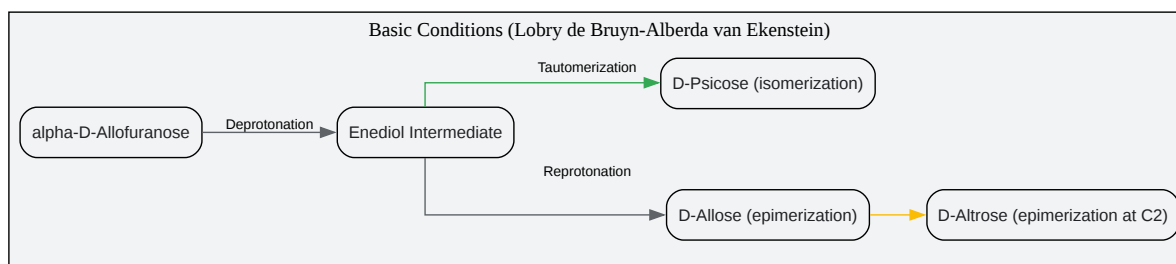 Basic Conditions (Lobry de Bruyn-Alberda van Ekenstein)
Tautomerization
D-Psicose (isomerization)
alpha-D-Allofuranose
Deprotonation
Enediol Intermediate
Reprotonation
D-Allose (epimerization)
D-Altrose (epimerization at C2)